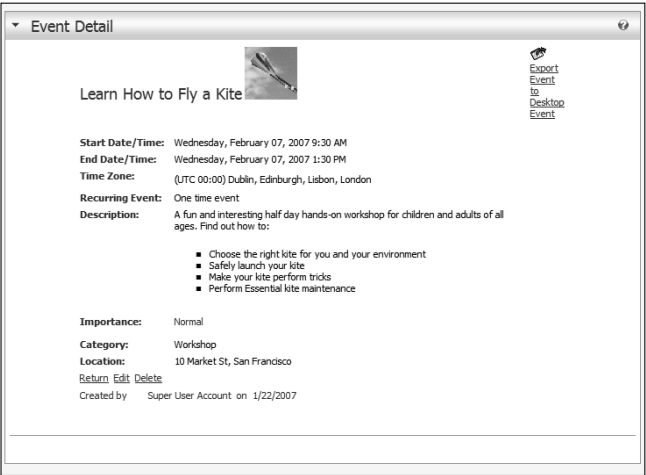 Event Detail
Learn How to Fly a Kite
Export
Event
to
Desktop
Event
Start Date/Time: Wednesday, February 07, 2007 9:30 AM
End Date/Time: Wednesday, February 07, 2007 1:30 PM
Time Zone: (UTC 00:00) Dublin, Edinburgh, Lisbon, London
Recurring Event: One time event
Description: A fun and interesting half day hands-on workshop for children and adults of all
ages. Find out how to:
Choose the right kite for you and your environment
Safely launch your kite
Make your kite perform tricks
Perform Essential kite maintenance
Importance: Normal
Category: Workshop
Location: 10 Market St, San Francisco
Return Edit Delete
Created by Super User Account on 1/22/2007